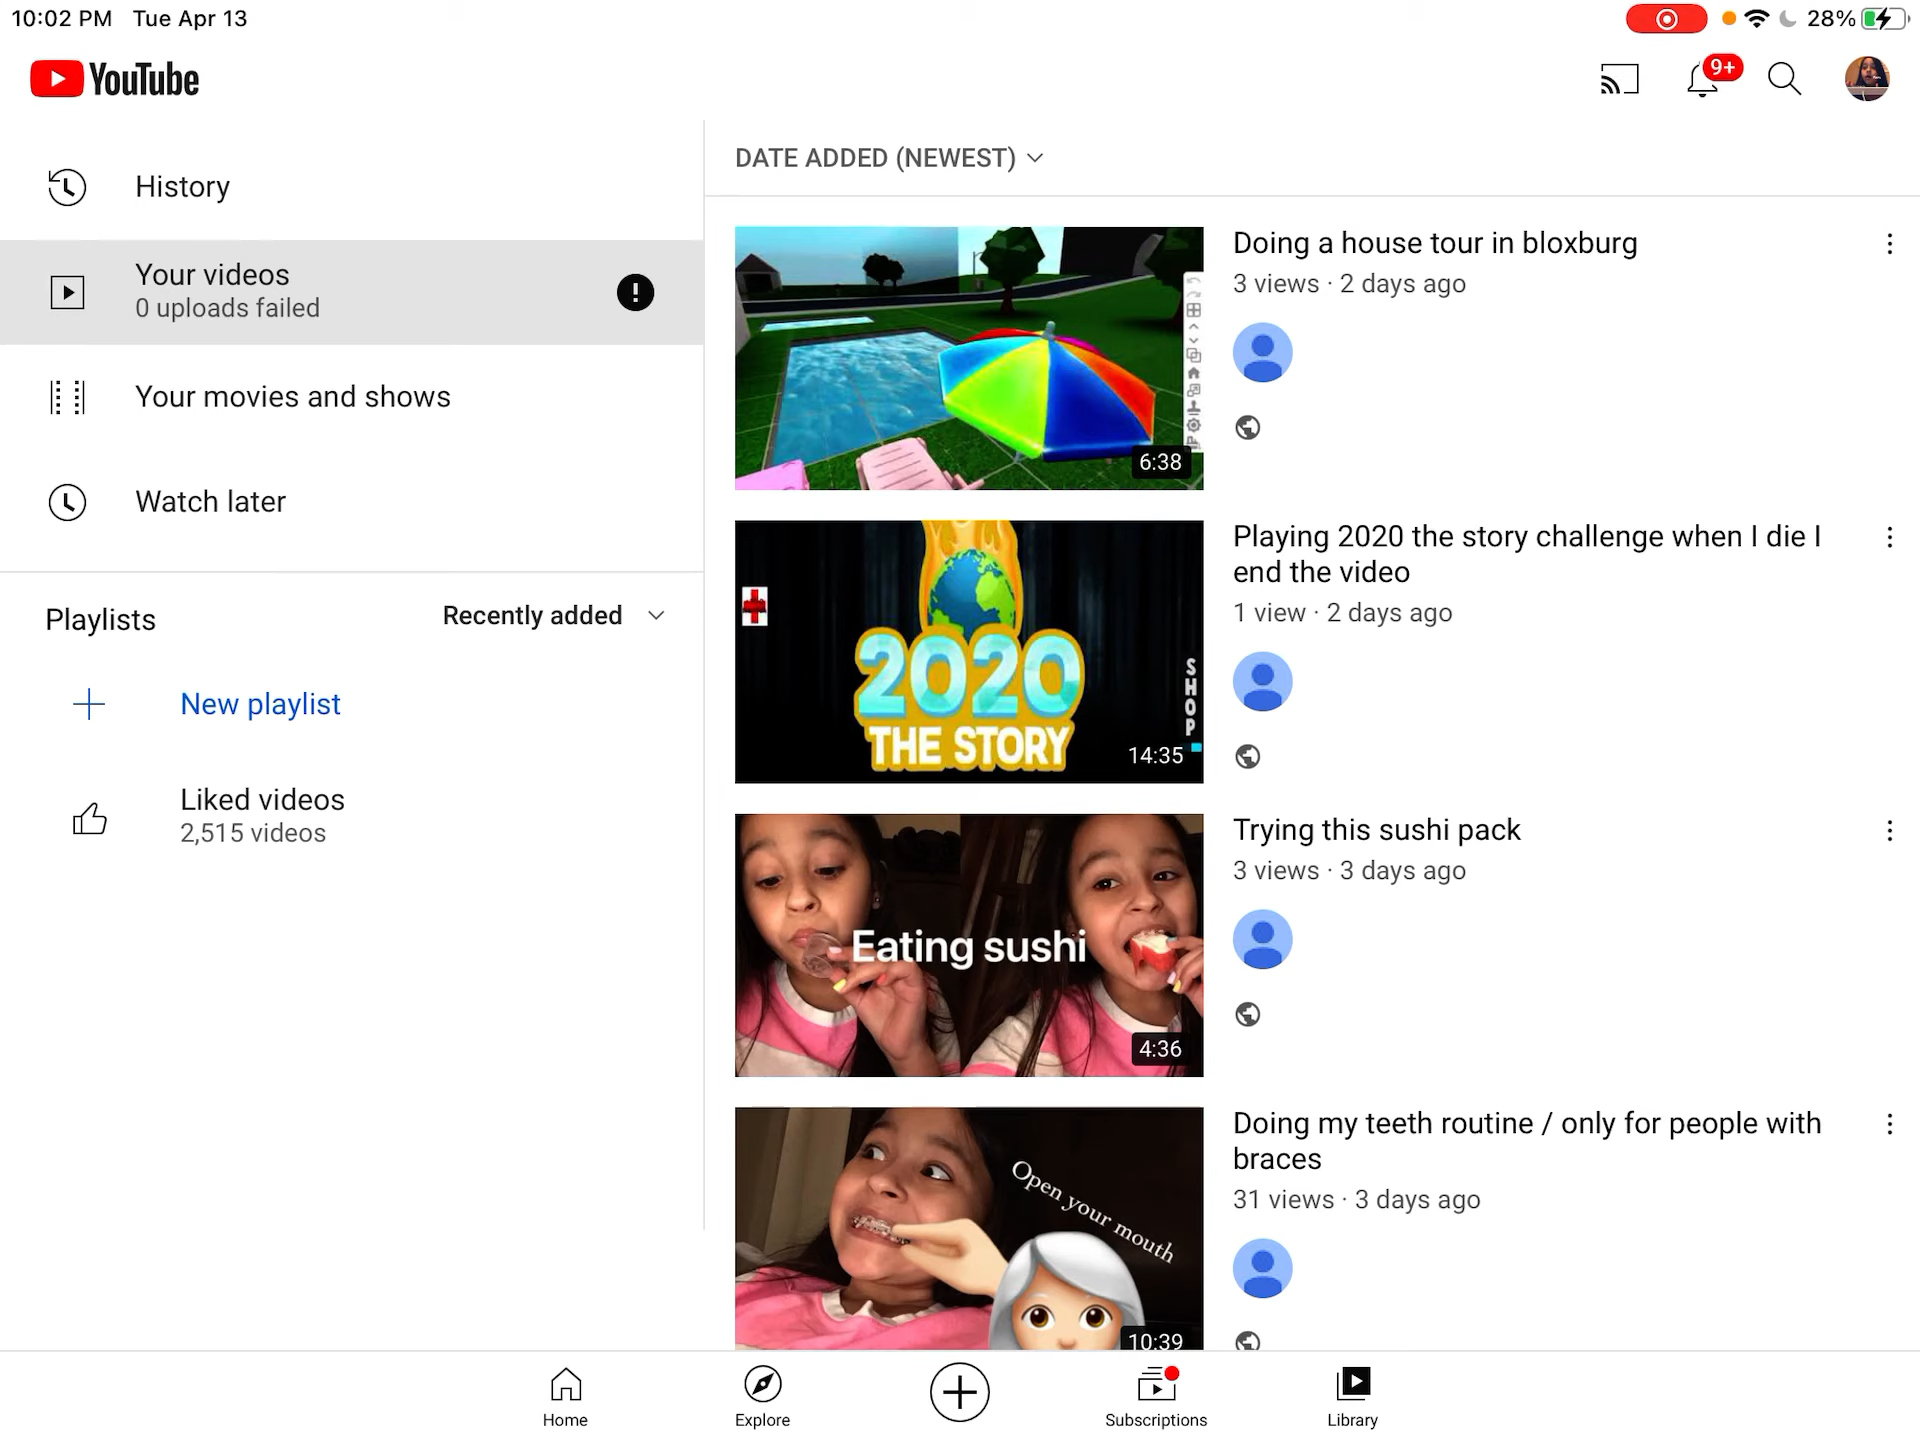 10:02 PM Tue Apr 13
28%
YouTube
9+
History
Your videos
0 uploads failed
Your movies and shows
Watch later
Playlists
Recently added
New playlist
Liked videos
2,515 videos
DATE ADDED (NEWEST)
6:38
Doing a house tour in bloxburg
3 views · 2 days ago
2020
THE STORY
SHOP
14:35
Playing 2020 the story challenge when I die I
end the video
1 view · 2 days ago
Eating sushi
4:36
Trying this sushi pack
3 views · 3 days ago
Open your mouth
10:39
Doing my teeth routine / only for people with
braces
31 views · 3 days ago
Home
Explore
Subscriptions
Library